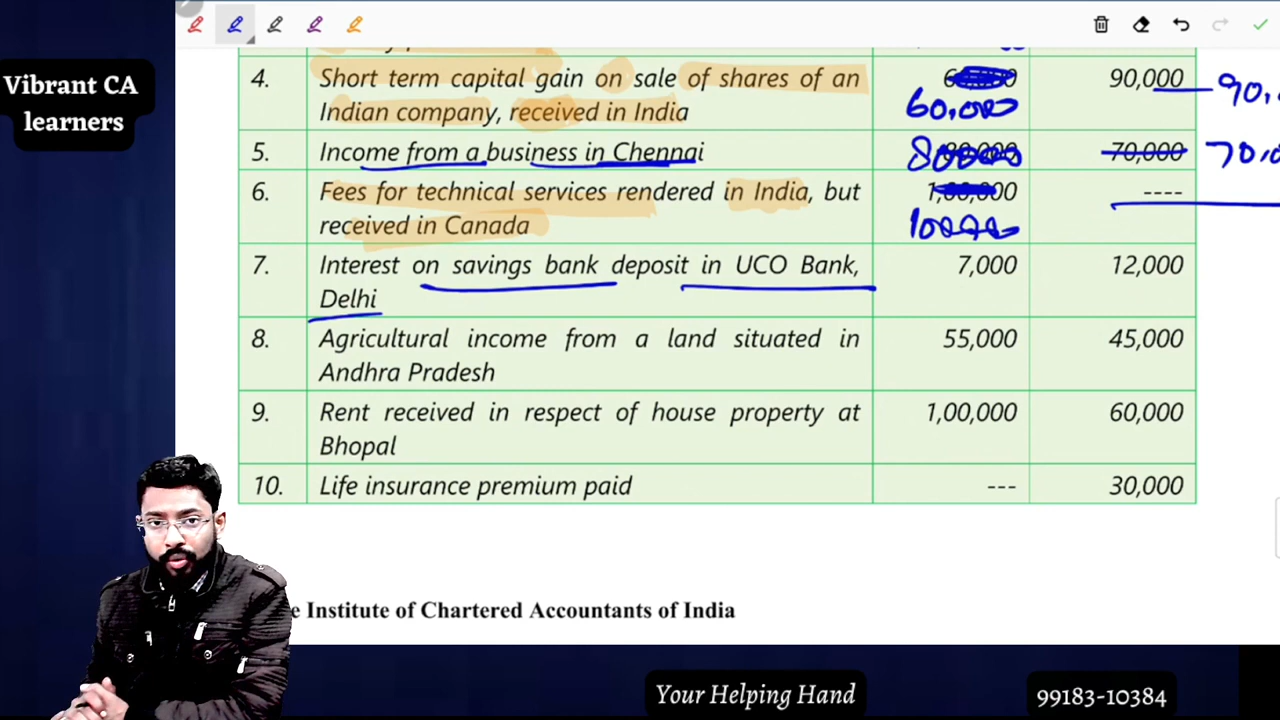 Vibrant CA
learners
4. Short term capital gain on sale of shares of an 90,000 90,
Indian company, received in India 60,000
5. Income from a business in Chennai 80000 70,000 70,0
6. Fees for technical services rendered in India, but ----
received in Canada
7. Interest on savings bank deposit in UCO Bank, 7,000 12,000
Delhi
8. Agricultural income from a land situated in 55,000 45,000
Andhra Pradesh
9. Rent received in respect of house property at 1,00,000 60,000
Bhopal
10. Life insurance premium paid --- 30,000
e Institute of Chartered Accountants of India
Your Helping Hand
99183-10384